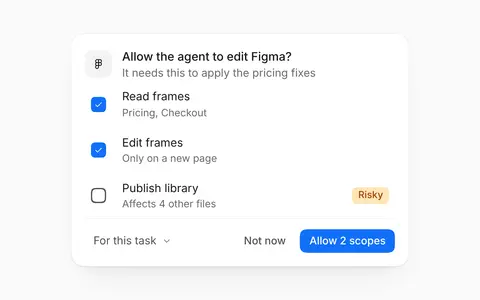 Allow the agent to edit Figma?
It needs this to apply the pricing fixes
Read frames
Pricing, Checkout
Edit frames
Only on a new page
Publish library
Affects 4 other files
Risky
For this task
Not now
Allow 2 scopes